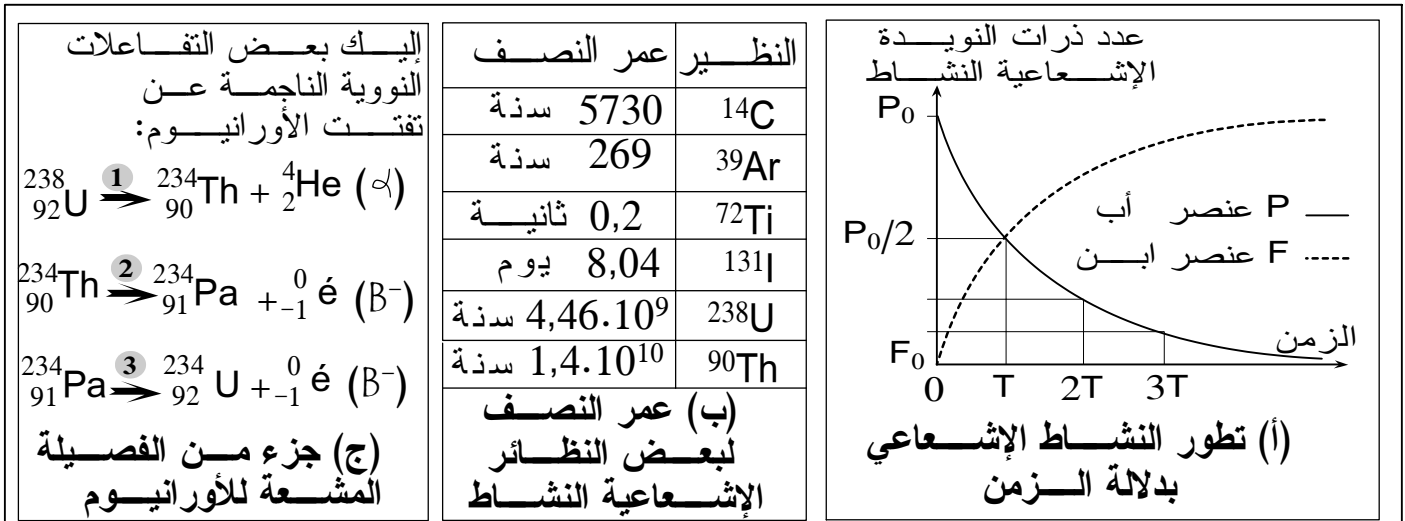 عدد ذرات النويدة
الإشعاعية النشاط
P₀
P₀/2
F₀
0
T
2T
3T
الزمن
P عنصر أب
F عنصر ابن
(أ) تطور النشاط الإشعاعي
بدلالة الزمن
النظير عمر النصف
¹⁴C 5730 سنة
³⁹Ar 269 سنة
⁷²Ti 0,2 ثانية
¹³¹I 8,04 يوم
²³⁸U 4,46.10⁹ سنة
⁹⁰Th 1,4.10¹⁰ سنة
(ب) عمر النصف
لبعض النظائر
الإشعاعية النشاط
إليك بعض التفاعلات
النووية الناجمة عن
تفتت الأورانيوم:
²³⁸₉₂U 1 ²³⁴₉₀Th + ⁴₂He (α)
²³⁴₉₀Th 2 ²³⁴₉₁Pa + ⁰₋₁é (B⁻)
²³⁴₉₁Pa 3 ²³⁴₉₂U + ⁰₋₁é (B⁻)
(ج) جزء من الفصيلة
المشعة للأورانيوم